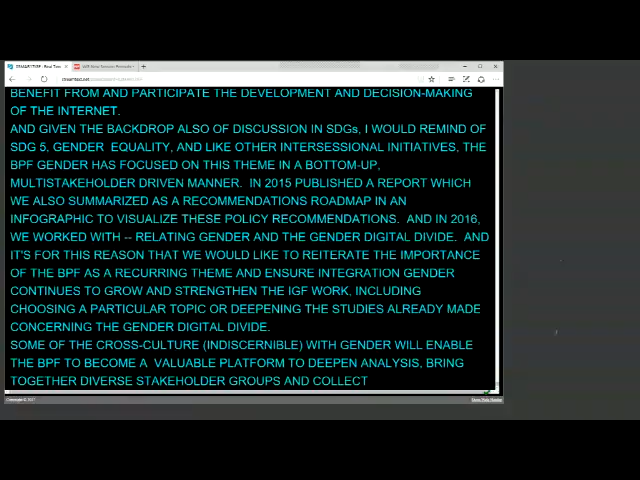 BENEFIT FROM AND PARTICIPATE THE DEVELOPMENT AND DECISION-MAKING
OF THE INTERNET.
AND GIVEN THE BACKDROP ALSO OF DISCUSSION IN SDGs, I WOULD REMIND OF
SDG 5, GENDER  EQUALITY, AND LIKE OTHER INTERSESSIONAL INITIATIVES, THE
BPF GENDER HAS FOCUSED ON THIS THEME IN A BOTTOM-UP,
MULTISTAKEHOLDER DRIVEN MANNER.  IN 2015 PUBLISHED A REPORT WHICH
WE ALSO SUMMARIZED AS A RECOMMENDATIONS ROADMAP IN AN
INFOGRAPHIC TO VISUALIZE THESE POLICY RECOMMENDATIONS.  AND IN 2016,
WE WORKED WITH -- RELATING GENDER AND THE GENDER DIGITAL DIVIDE.  AND
IT'S FOR THIS REASON THAT WE WOULD LIKE TO REITERATE THE IMPORTANCE
OF THE BPF AS A RECURRING THEME AND ENSURE INTEGRATION GENDER
CONTINUES TO GROW AND STRENGTHEN THE IGF WORK, INCLUDING
CHOOSING A PARTICULAR TOPIC OR DEEPENING THE STUDIES ALREADY MADE
CONCERNING THE GENDER DIGITAL DIVIDE.
SOME OF THE CROSS-CULTURE (INDISCERNIBLE) WITH GENDER WILL ENABLE
THE BPF TO BECOME A  VALUABLE PLATFORM TO DEEPEN ANALYSIS, BRING
TOGETHER DIVERSE STAKEHOLDER GROUPS AND COLLECT